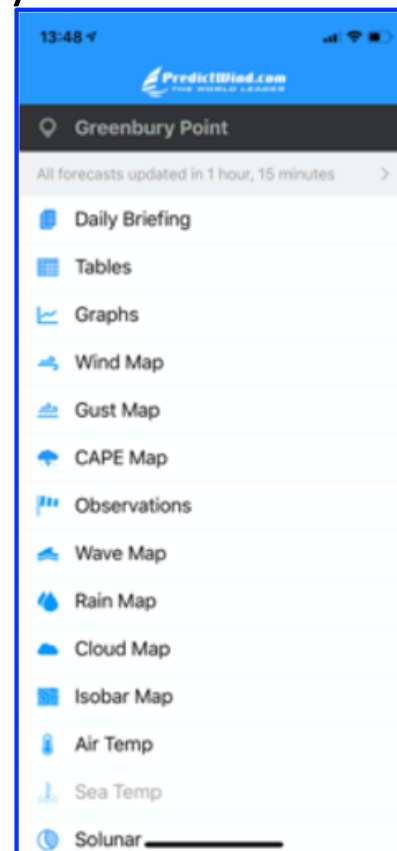 13:48
PredictWind.com
THE WORLD LEADER
Greenbury Point
All forecasts updated in 1 hour, 15 minutes
Daily Briefing
Tables
Graphs
Wind Map
Gust Map
CAPE Map
Observations
Wave Map
Rain Map
Cloud Map
Isobar Map
Air Temp
Sea Temp
Solunar